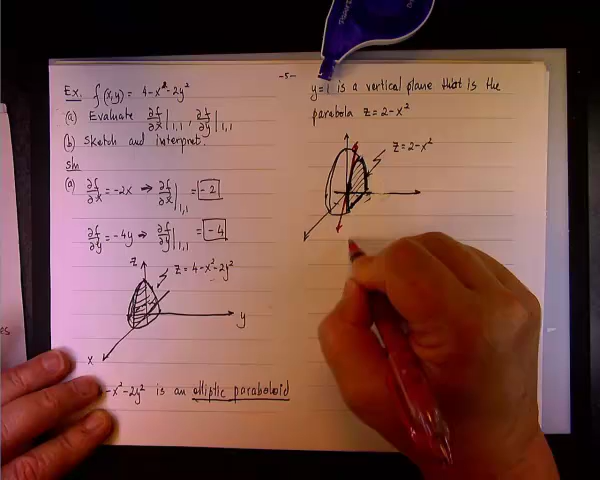 -5-
Ex. f(x,y) = 4-x²-2y²
(a) Evaluate ∂f/∂x|1,1 , ∂f/∂y|1,1
(b) Sketch and interpret.
Sln
(a) ∂f/∂x = -2x → ∂f/∂x|1,1 = -2
∂f/∂y = -4y → ∂f/∂y|1,1 = -4
z
z = 4-x²-2y²
y
x
-x²-2y² is an elliptic paraboloid
y=1 is a vertical plane that is the
parabola z = 2-x²
z = 2-x²